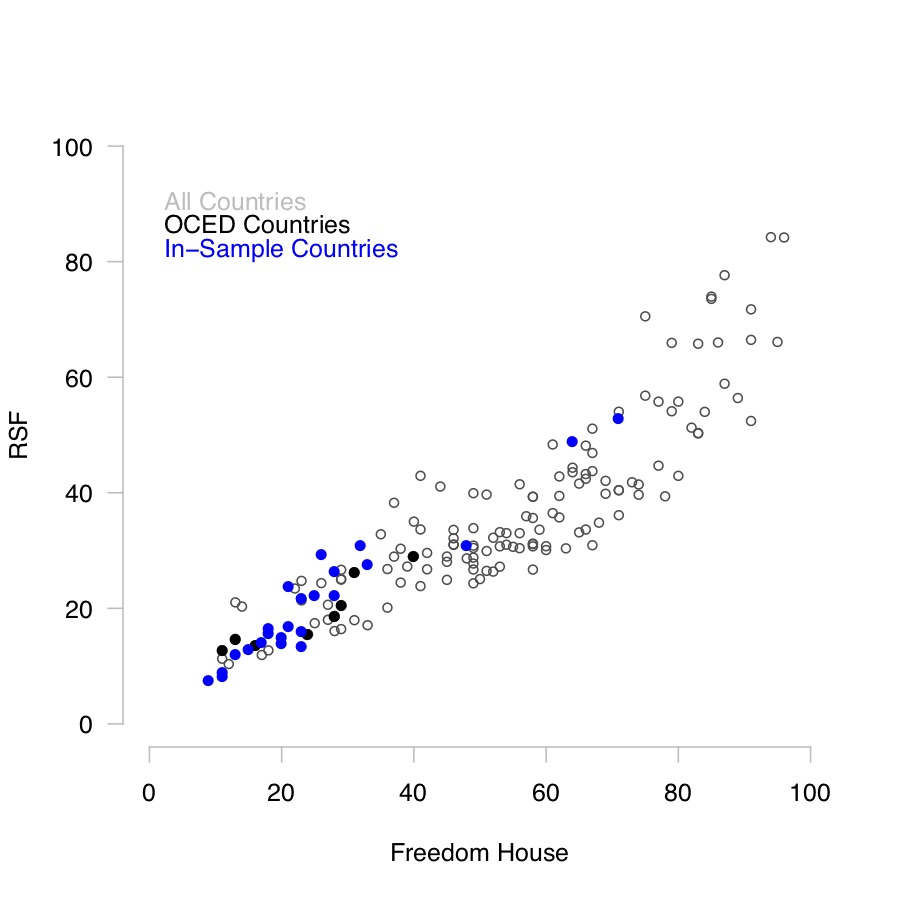 100
All Countries
OCED Countries
In−Sample Countries
80
60
RSF
40
20
0
0 20 40 60 80 100
Freedom House